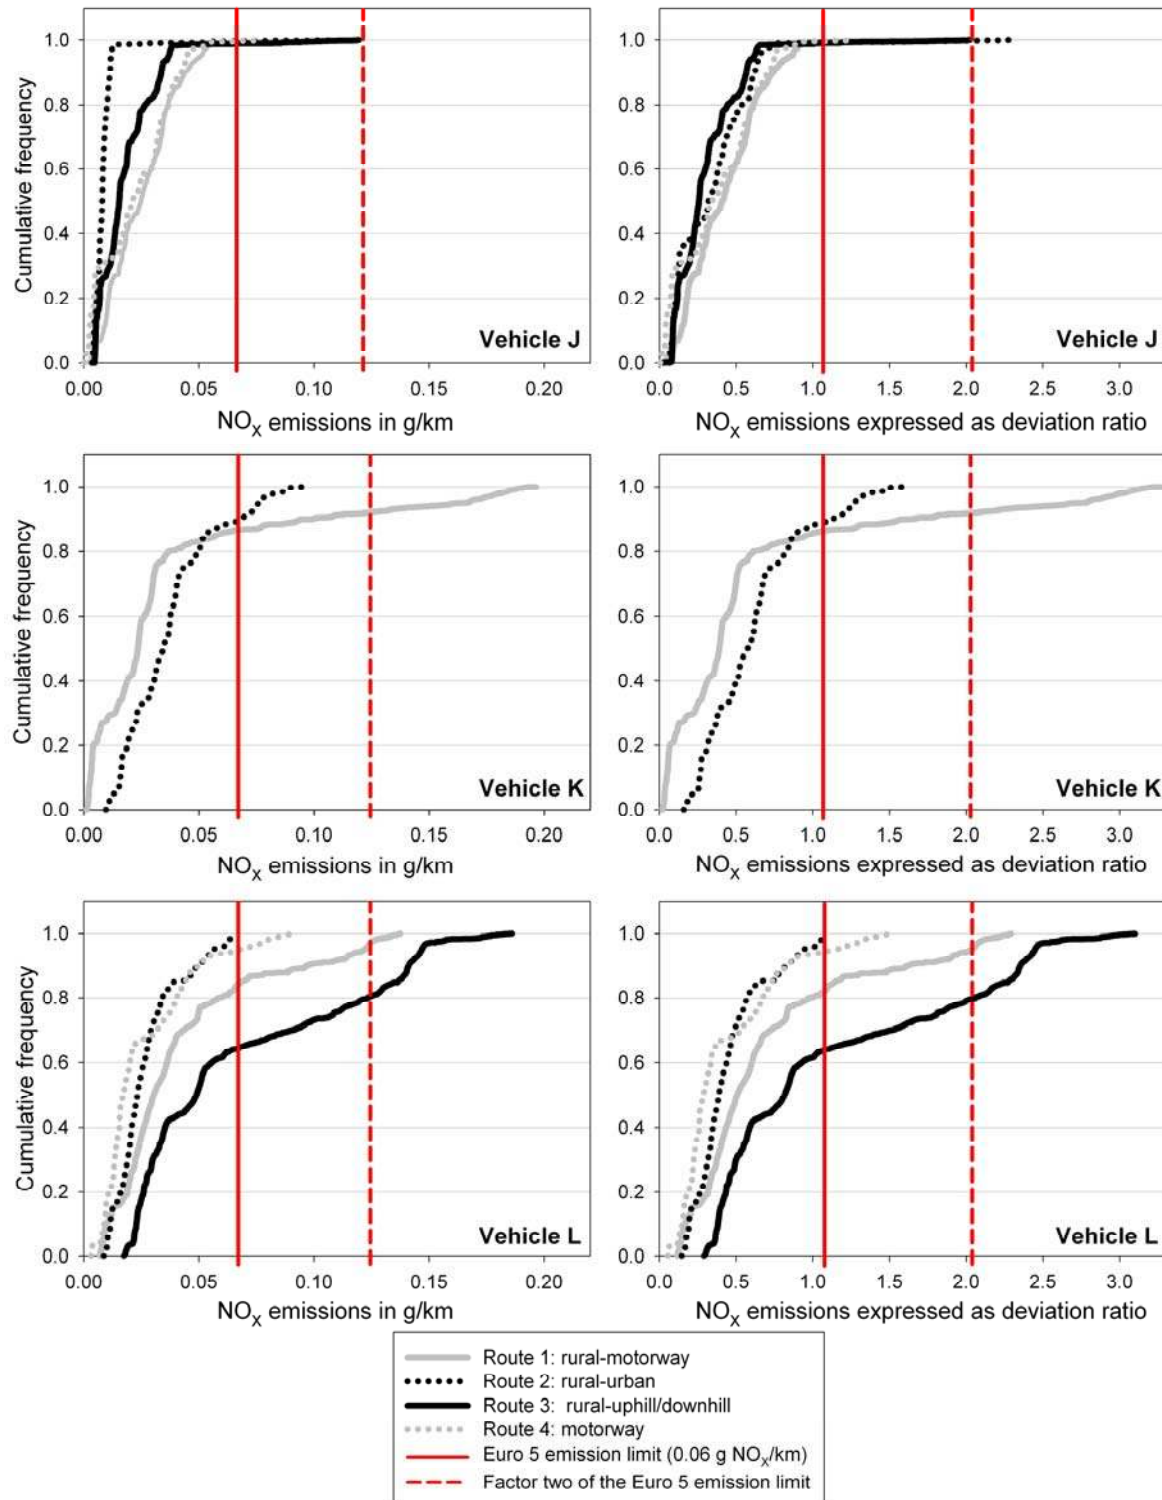 1.0
0.8
0.6
0.4
0.2
0.0
Cumulative frequency
Vehicle J
0.00 0.05 0.10 0.15 0.20
NOX emissions in g/km
1.0
0.8
0.6
0.4
0.2
0.0
Vehicle J
0.0 0.5 1.0 1.5 2.0 2.5 3.0
NOX emissions expressed as deviation ratio
1.0
0.8
0.6
0.4
0.2
0.0
Cumulative frequency
Vehicle K
0.00 0.05 0.10 0.15 0.20
NOX emissions in g/km
1.0
0.8
0.6
0.4
0.2
0.0
Vehicle K
0.0 0.5 1.0 1.5 2.0 2.5 3.0
NOX emissions expressed as deviation ratio
1.0
0.8
0.6
0.4
0.2
0.0
Cumulative frequency
Vehicle L
0.00 0.05 0.10 0.15 0.20
NOX emissions in g/km
1.0
0.8
0.6
0.4
0.2
0.0
Vehicle L
0.0 0.5 1.0 1.5 2.0 2.5 3.0
NOX emissions expressed as deviation ratio
Route 1: rural-motorway
Route 2: rural-urban
Route 3: rural-uphill/downhill
Route 4: motorway
Euro 5 emission limit (0.06 g NOX/km)
Factor two of the Euro 5 emission limit